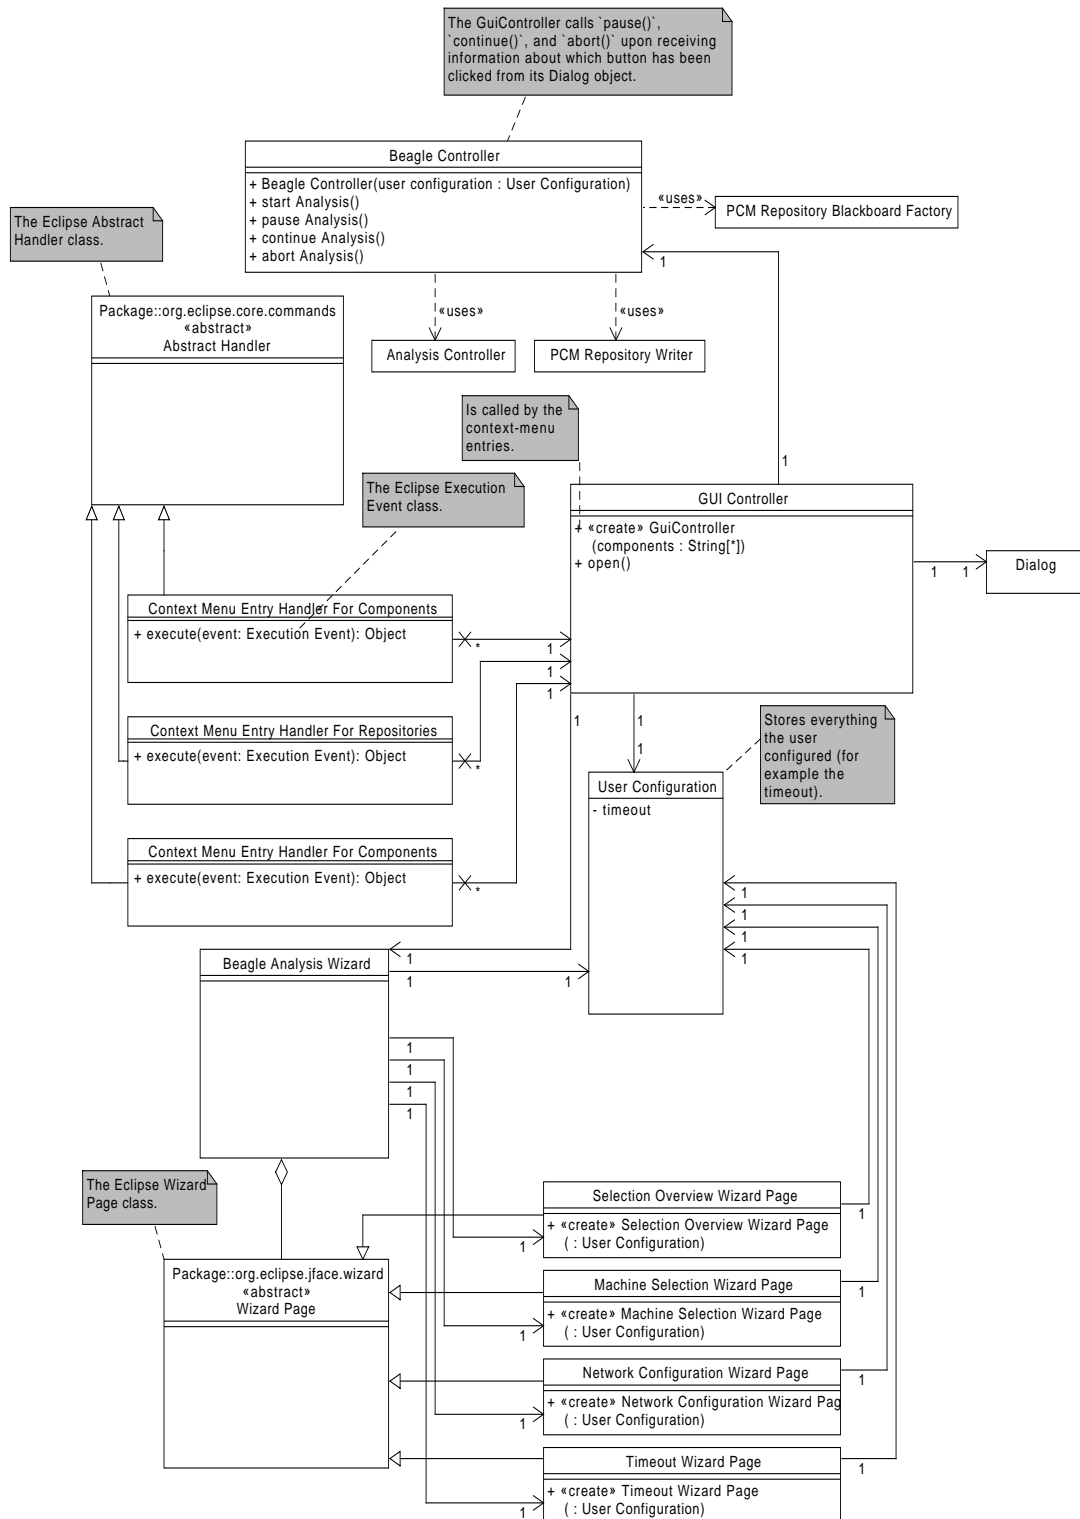 The GuiController calls `pause()`,
`continue()`, and `abort()` upon receiving
information about which button has been
clicked from its Dialog object.
Beagle Controller
+ Beagle Controller(user configuration : User Configuration)
+ start Analysis()
+ pause Analysis()
+ continue Analysis()
+ abort Analysis()
«uses»
PCM Repository Blackboard Factory
The Eclipse Abstract
Handler class.
1
Package::org.eclipse.core.commands
«abstract»
Abstract Handler
«uses»
«uses»
Analysis Controller
PCM Repository Writer
Is called by the
context-menu
entries.
1
The Eclipse Execution
Event class.
GUI Controller
+ «create» GuiController
(components : String[*])
+ open()
1
1
Dialog
Context Menu Entry Handler For Components
+ execute(event: Execution Event): Object
*
1
1
1
Context Menu Entry Handler For Repositories
+ execute(event: Execution Event): Object
*
1
1
1
Stores everything
the user
configured (for
example the
timeout).
User Configuration
- timeout
Context Menu Entry Handler For Components
+ execute(event: Execution Event): Object
*
1
1
1
1
1
Beagle Analysis Wizard
1
1
1
1
1
1
The Eclipse Wizard
Page class.
Package::org.eclipse.jface.wizard
«abstract»
Wizard Page
Selection Overview Wizard Page
+ «create» Selection Overview Wizard Page
( : User Configuration)
1
1
Machine Selection Wizard Page
+ «create» Machine Selection Wizard Page
( : User Configuration)
1
1
Network Configuration Wizard Page
+ «create» Network Configuration Wizard Pag
( : User Configuration)
1
1
Timeout Wizard Page
+ «create» Timeout Wizard Page
( : User Configuration)
1
1